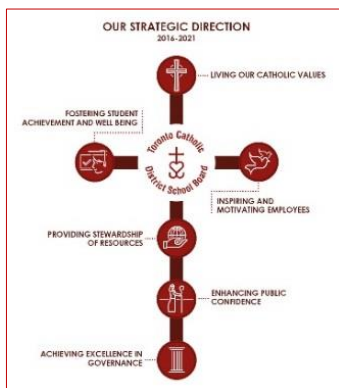 OUR STRATEGIC DIRECTION
2016-2021
LIVING OUR CATHOLIC VALUES
FOSTERING STUDENT
ACHIEVEMENT AND WELL BEING
Toronto Catholic
District School Board
INSPIRING AND
MOTIVATING EMPLOYEES
PROVIDING STEWARDSHIP
OF RESOURCES
ENHANCING PUBLIC
CONFIDENCE
ACHIEVING EXCELLENCE IN
GOVERNANCE